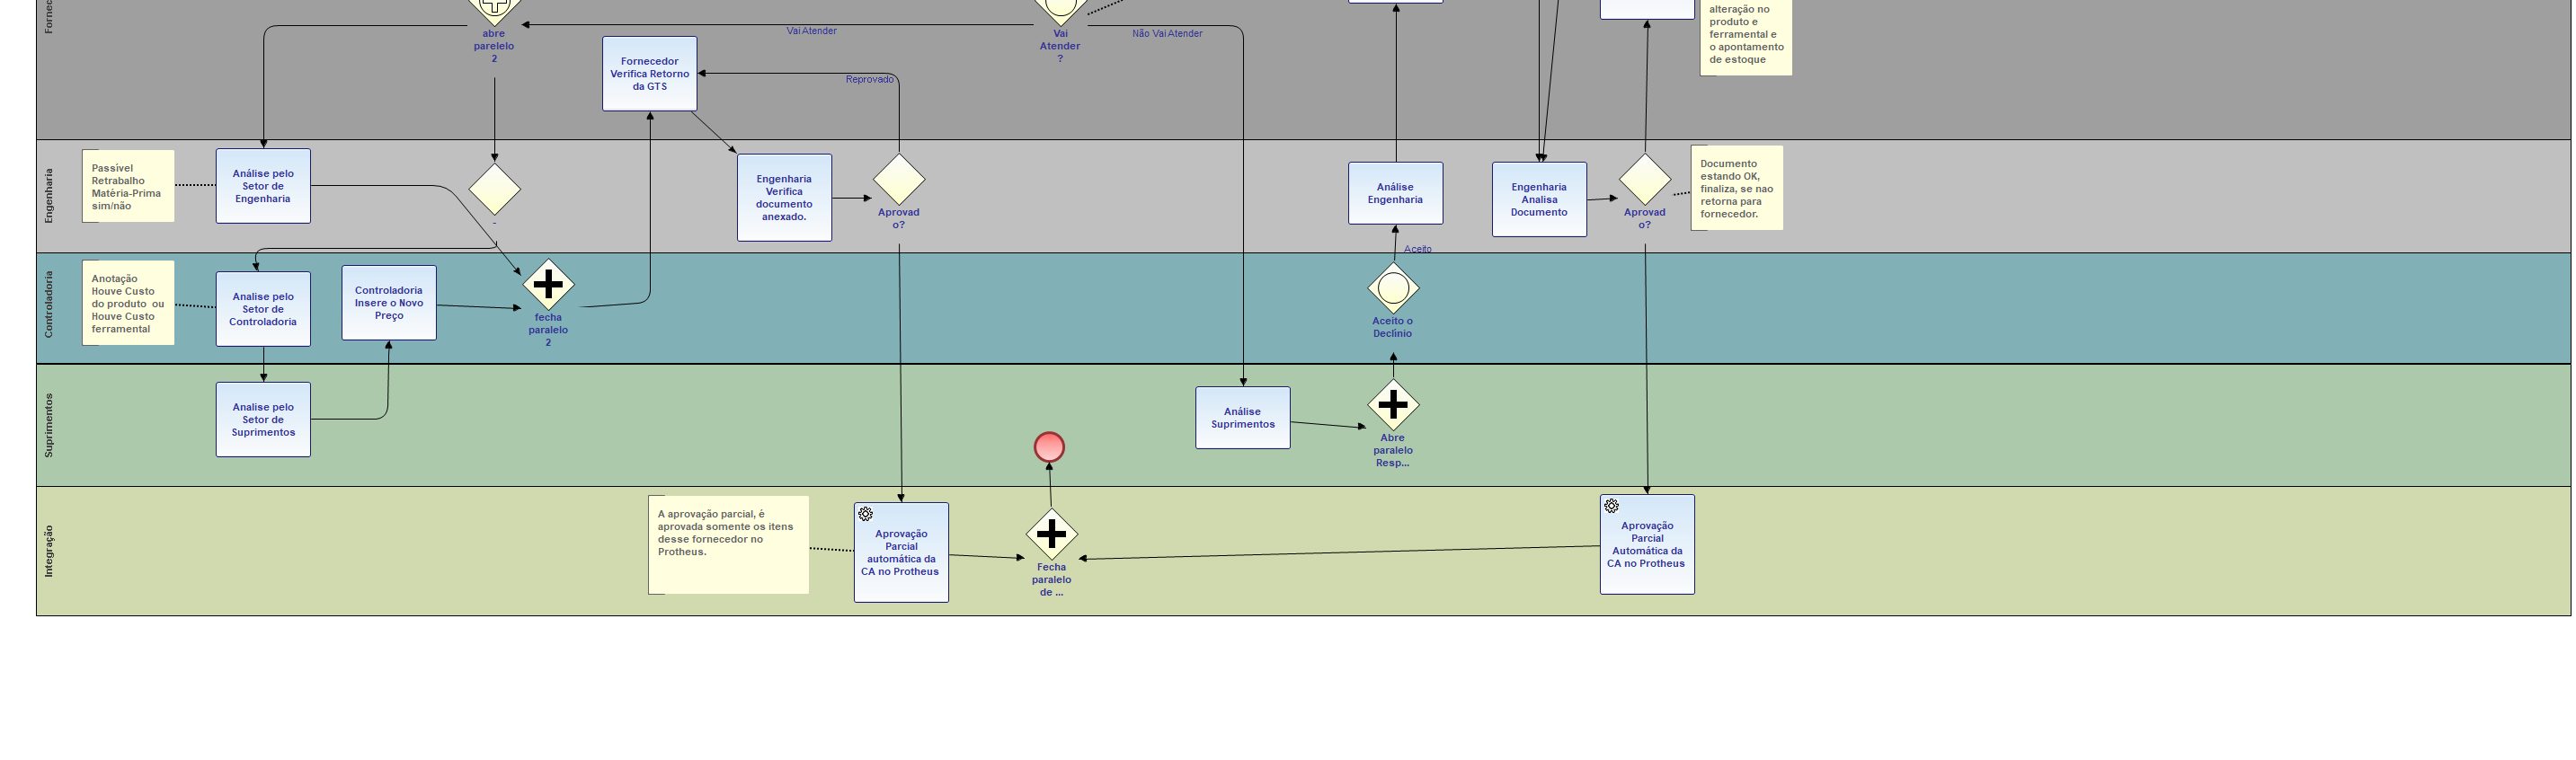 Fornec
abre
parelelo
2
Vai Atender
Vai
Atender
?
Não Vai Atender
alteração no
produto e
ferramental e
o apontamento
de estoque
Fornecedor
Verifica Retorno
da GTS
Reprovado
Engenharia
Passível
Retrabalho
Matèria-Prima
sim/não
Análise pelo
Setor de
Engenharia
-
Engenharia
Verifica
documento
anexado.
Aprovad
o?
Análise
Engenharia
Engenharia
Analisa
Documento
Aprovad
o?
Documento
estando OK,
finaliza, se nao
retorna para
fornecedor.
Aceito
Controladoria
Anotação
Houve Custo
do produto ou
Houve Custo
ferramental
Analise pelo
Setor de
Controladoria
Controladoria
Insere o Novo
Preço
fecha
paralelo
2
Aceito o
Declinio
Suprimentos
Analise pelo
Setor de
Suprimentos
Análise
Suprimentos
Abre
paralelo
Resp...
Integração
A aprovação parcial, è
aprovada somente os itens
desse fornecedor no
Protheus.
Aprovação
Parcial
automática da
CA no Protheus
Fecha
paralelo
de ...
Aprovação
Parcial
Automática da
CA no Protheus